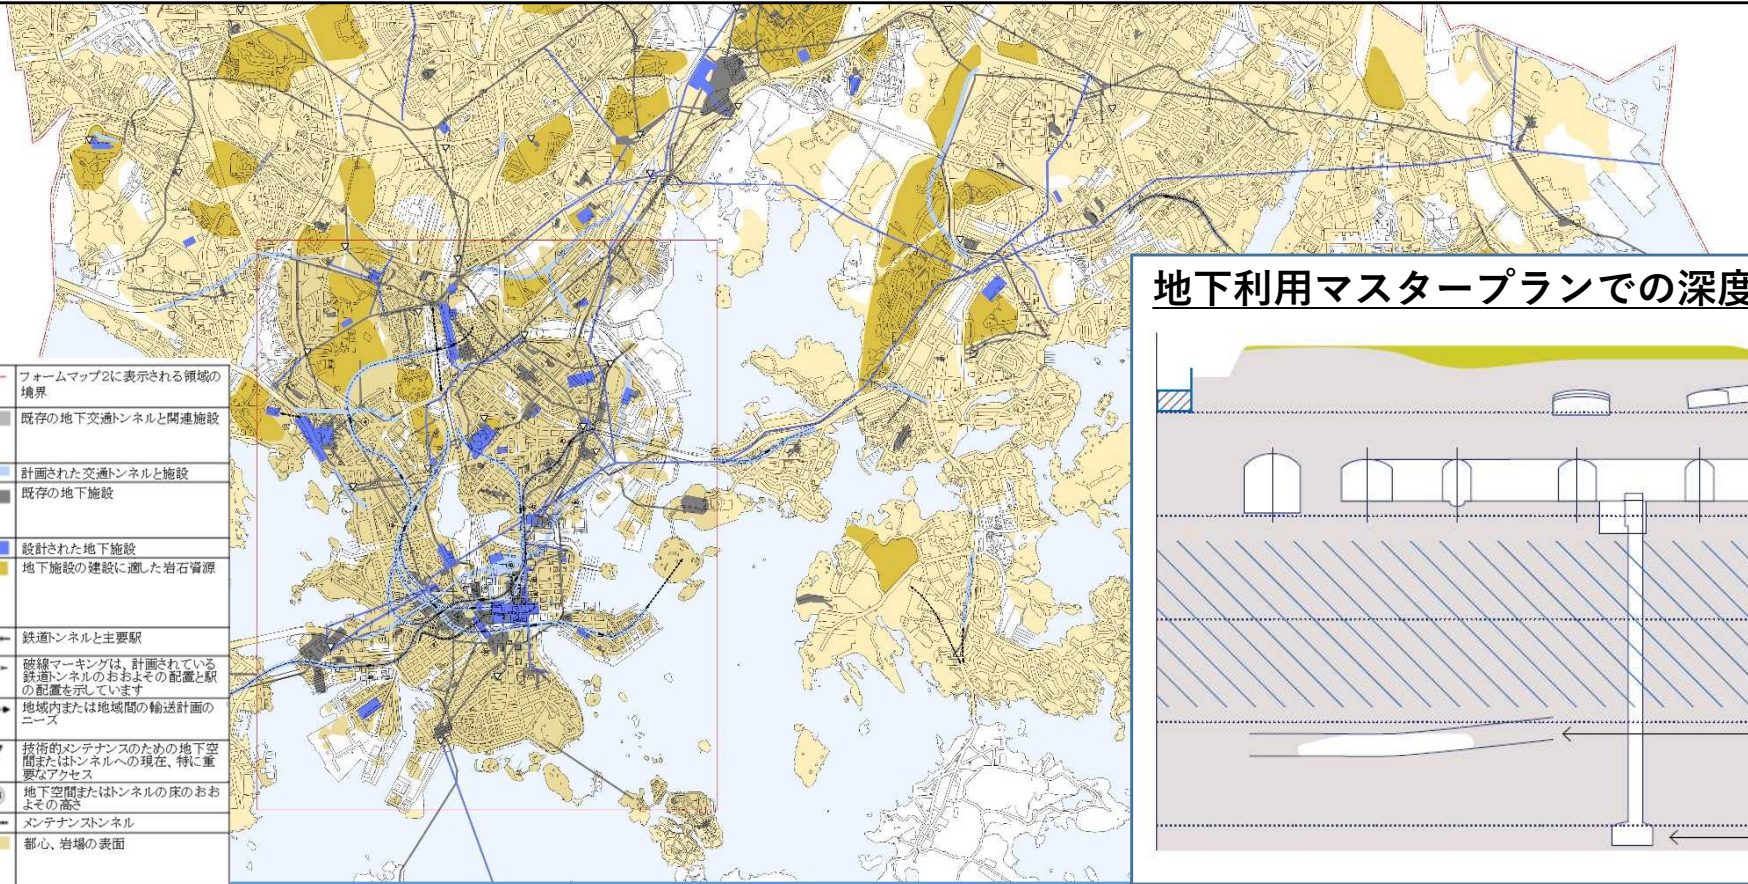 地下利用マスタープランでの深度
フォームマップ2に表示される領域の
境界
既存の地下交通トンネルと関連施設
計画された交通トンネルと施設
既存の地下施設
設計された地下施設
地下施設の建設に適した岩石資源
鉄道トンネルと主要駅
破線マーキングは、計画されている
鉄道トンネルのおおよその配置と駅
の配置を示しています
地域内または地域間の輸送計画の
ニーズ
技術的メンテナンスのための地下空
間またはトンネルへの現在、特に重
要なアクセス
地下空間またはトンネルの床のおお
よその高さ
メンテナンストンネル
都心、岩場の表面